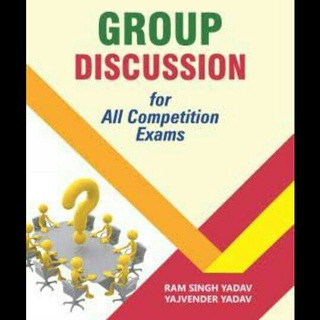 GROUP
DISCUSSION
for
All Competition
Exams
RAM SINGH YADAV
YAJVENDER YADAV